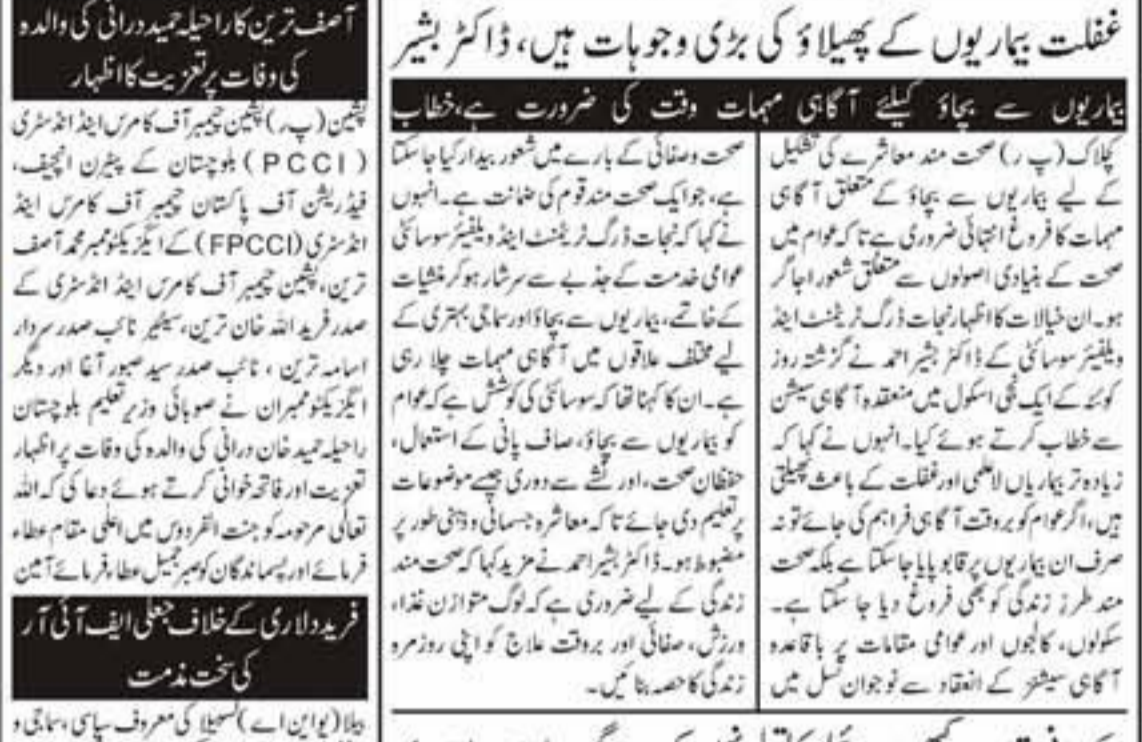 غفلت بیماریوں کے پھیلاؤ کی بڑی وجوہات ہیں، ڈاکٹر بشیر
بیماریوں سے بچاؤ کیلئے آگاہی مہمات وقت کی ضرورت ہے، خطاب
کچلاک (پ ر) صحت مند معاشرے کی تشکیل
کے لیے بیماریوں سے بچاؤ کے متعلق آگاہی
مہمات کا فروغ انتہائی ضروری ہے تاکہ عوام میں
صحت کے بنیادی اصولوں سے متعلق شعور اجاگر
ہو۔ ان خیالات کا اظہار نجات ڈرگ ٹریٹمنٹ اینڈ
ویلفیئر سوسائٹی کے ڈاکٹر بشیر احمد نے گزشتہ روز
کوئٹہ کے ایک نجی اسکول میں منعقدہ آگاہی سیشن
سے خطاب کرتے ہوئے کیا۔ انہوں نے کہا کہ
زیادہ تر بیماریاں لاعلمی اور غفلت کے باعث پھیلتی
ہیں، اگر عوام کو بروقت آگاہی فراہم کی جائے تو نہ
صرف ان بیماریوں پر قابو پایا جا سکتا ہے بلکہ صحت
مند طرز زندگی کو بھی فروغ دیا جا سکتا ہے۔
سکولوں، کالجوں اور عوامی مقامات پر باقاعدہ
آگاہی سیشنز کے انعقاد سے نوجوان نسل میں
صحت وصفائی کے بارے میں شعور بیدار کیا جا سکتا
ہے، جو ایک صحت مند قوم کی ضمانت ہے۔ انہوں
نے کہا کہ نجات ڈرگ ٹریٹمنٹ اینڈ ویلفیئر سوسائٹی
عوامی خدمت کے جذبے سے سرشار ہو کر منشیات
کے خاتمے، بیماریوں سے بچاؤ اور سماجی بہتری کے
لیے مختلف علاقوں میں آگاہی مہمات چلا رہی
ہے۔ ان کا کہنا تھا کہ سوسائٹی کی کوشش ہے کہ عوام
کو بیماریوں سے بچاؤ، صاف پانی کے استعمال،
حفظان صحت، اور نشے سے دوری جیسے موضوعات
پر تعلیم دی جائے تاکہ معاشرہ جسمانی و ذہنی طور پر
مضبوط ہو۔ ڈاکٹر بشیر احمد نے مزید کہا کہ صحت مند
زندگی کے لیے ضروری ہے کہ لوگ متوازن غذا،
ورزش، صفائی اور بروقت علاج کو اپنی روزمرہ
زندگی کا حصہ بنائیں۔
آصف ترین کا راحیلہ حمید درانی کی والدہ
کی وفات پر تعزیت کا اظہار
پشین (پ ر) پشین چیمبر آف کامرس اینڈ انڈسٹری
(PCCI) بلوچستان کے پیٹرن انچیف،
فیڈریشن آف پاکستان چیمبر آف کامرس اینڈ
انڈسٹری (FPCCI) کے ایگزیکٹو ممبر محمد آصف
ترین، پشین چیمبر آف کامرس اینڈ انڈسٹری کے
صدر فرید اللہ خان ترین، سینیئر نائب صدر سردار
اسامہ ترین ، نائب صدر سید صبور آغا اور دیگر
ایگزیکٹو ممبران نے صوبائی وزیر تعلیم بلوچستان
راحیلہ حمید خان درانی کی والدہ کی وفات پر اظہار
تعزیت اور فاتحہ خوانی کرتے ہوئے دعا کی کہ اللہ
تعالٰی مرحومہ کو جنت الفردوس میں اعلٰی مقام عطاء
فرمائے اور پسماندگان کو صبر جمیل عطاء فرمائے آمین
فرید دلاری کے خلاف جعلی ایف آئی آر
کی سخت مذمت
بیلا (یو این اے) لسبیلا کی معروف سیاسی، سماجی و